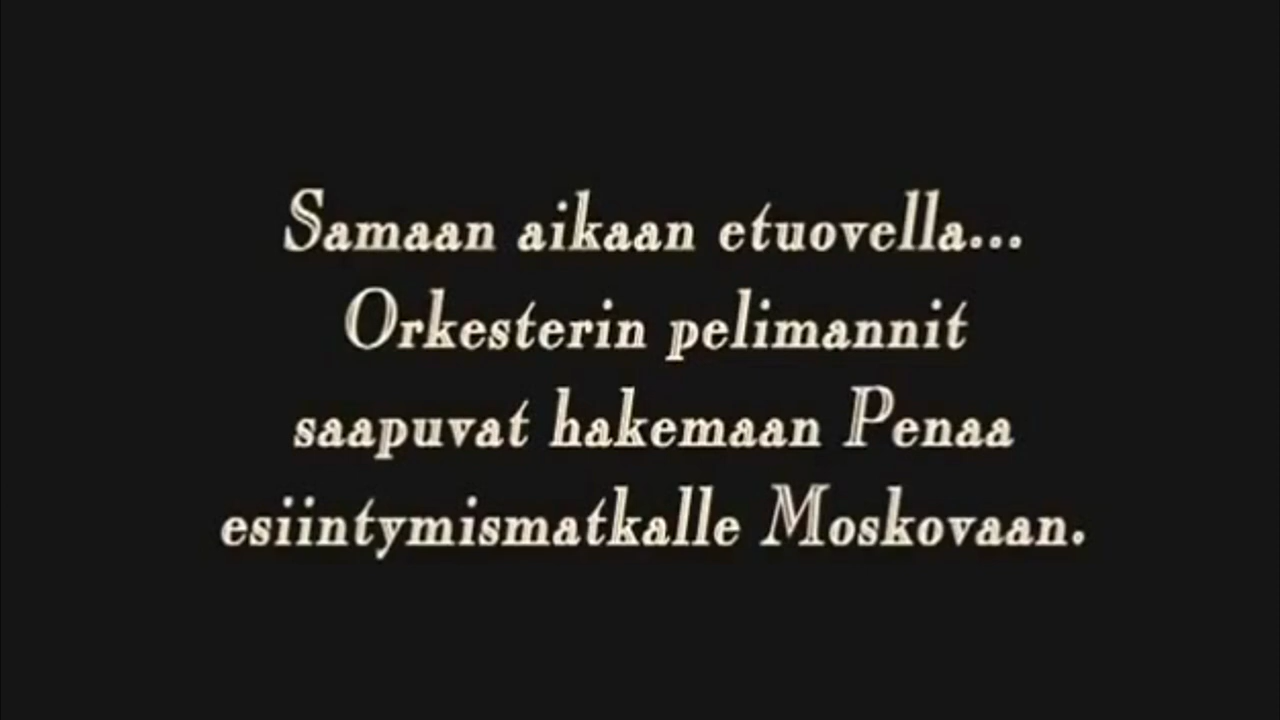 Samaan aikaan etuovella...
Orkesterin pelimannit
saapuvat hakemaan Penaa
esiintymismatkalle Moskovaan.